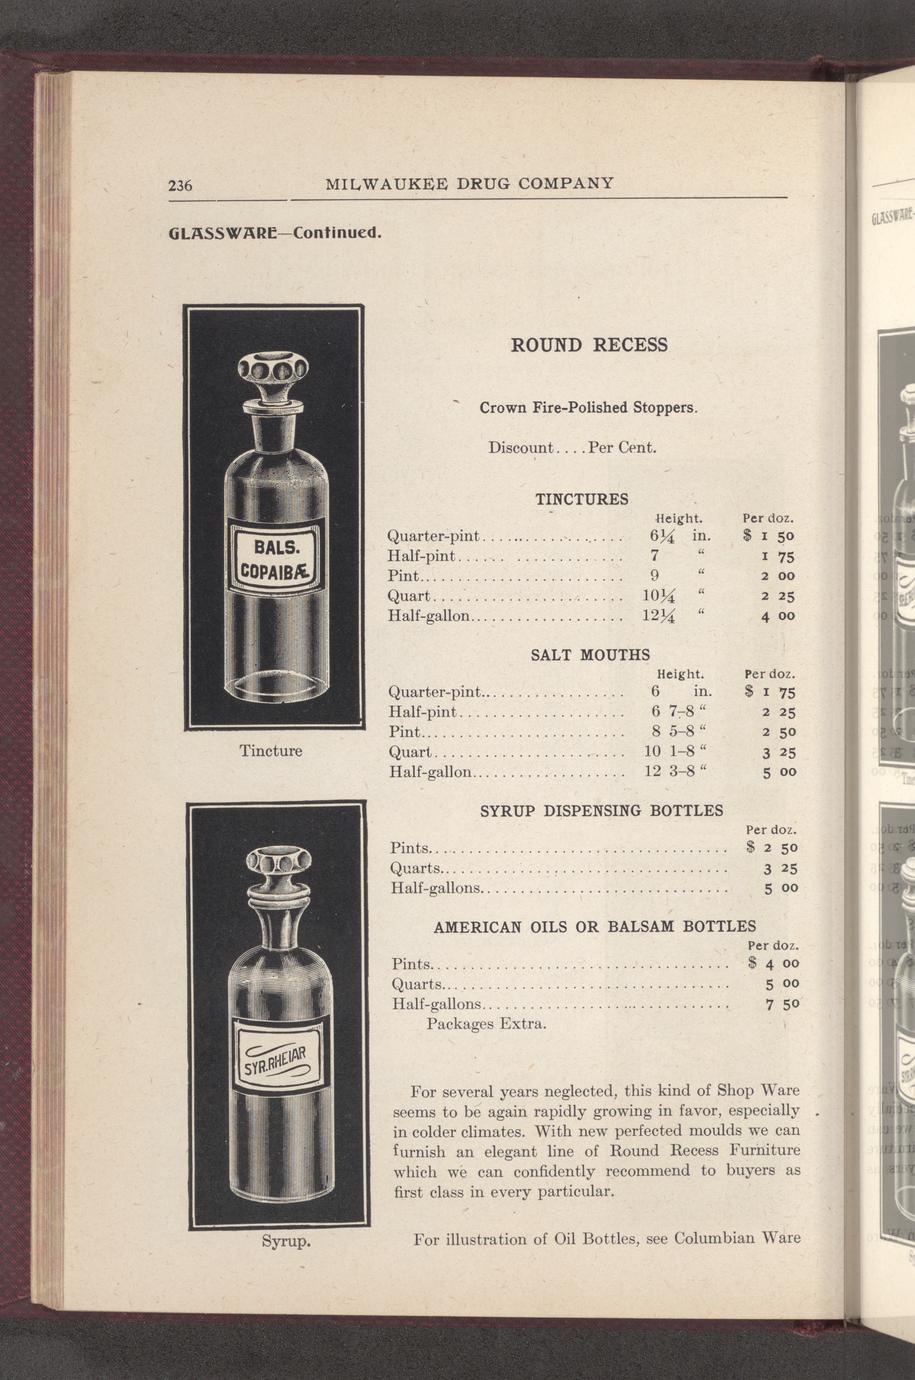 236
MILWAUKEE DRUG COMPANY
GLASSWARE—Continued.
BALS.
COPAIBÆ
Tincture
SYR.RHEIAR
Syrup.
ROUND RECESS
Crown Fire-Polished Stoppers.
Discount....Per Cent.
TINCTURES
Height. Per doz.
Quarter-pint.................... 6¼ in. $ 1 50
Half-pint.................... 7 “ 1 75
Pint.................... 9 “ 2 00
Quart.................... 10¼ “ 2 25
Half-gallon.................... 12¼ “ 4 00
SALT MOUTHS
Height. Per doz.
Quarter-pint.................... 6 in. $ 1 75
Half-pint.................... 6 7–8 “ 2 25
Pint.................... 8 5–8 “ 2 50
Quart.................... 10 1–8 “ 3 25
Half-gallon.................... 12 3–8 “ 5 00
SYRUP DISPENSING BOTTLES
Per doz.
Pints.................... $ 2 50
Quarts.................... 3 25
Half-gallons.................... 5 00
AMERICAN OILS OR BALSAM BOTTLES
Per doz.
Pints.................... $ 4 00
Quarts.................... 5 00
Half-gallons.................... 7 50
Packages Extra.
For several years neglected, this kind of Shop Ware
seems to be again rapidly growing in favor, especially
in colder climates. With new perfected moulds we can
furnish an elegant line of Round Recess Furniture
which we can confidently recommend to buyers as
first class in every particular.
For illustration of Oil Bottles, see Columbian Ware
GLASSWARE—